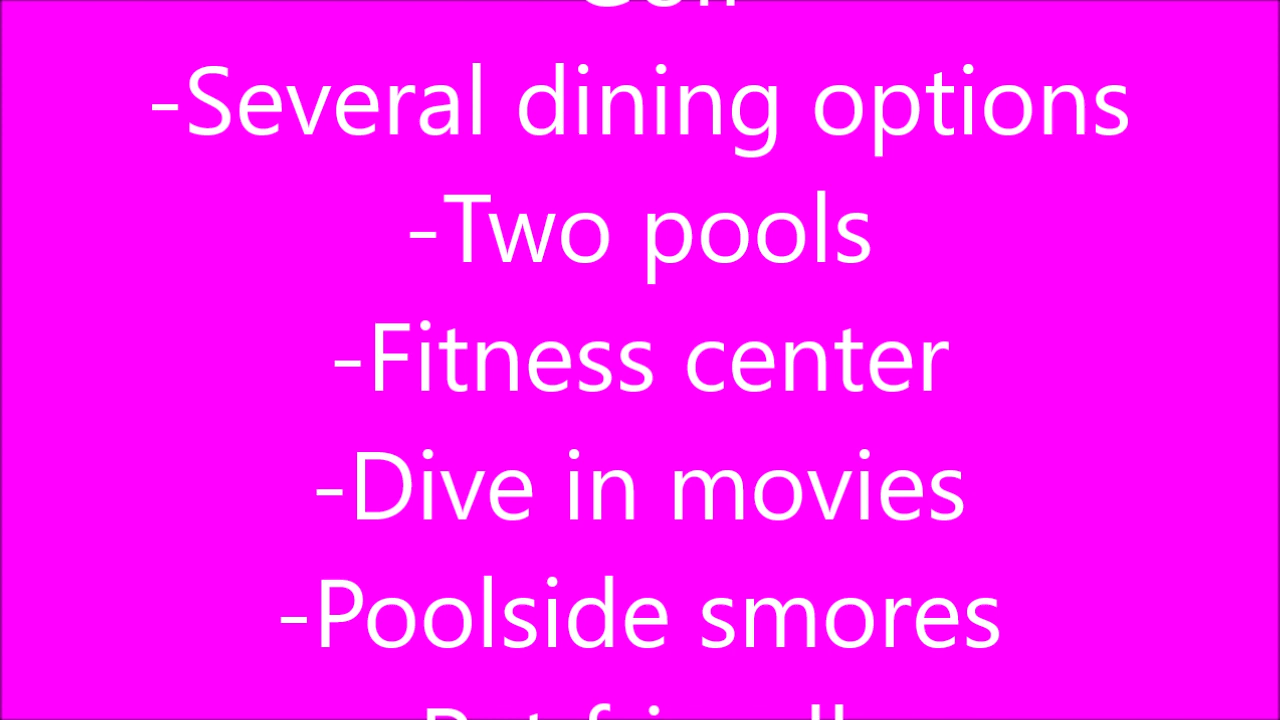 -Several dining options
-Two pools
-Fitness center
-Dive in movies
-Poolside smores